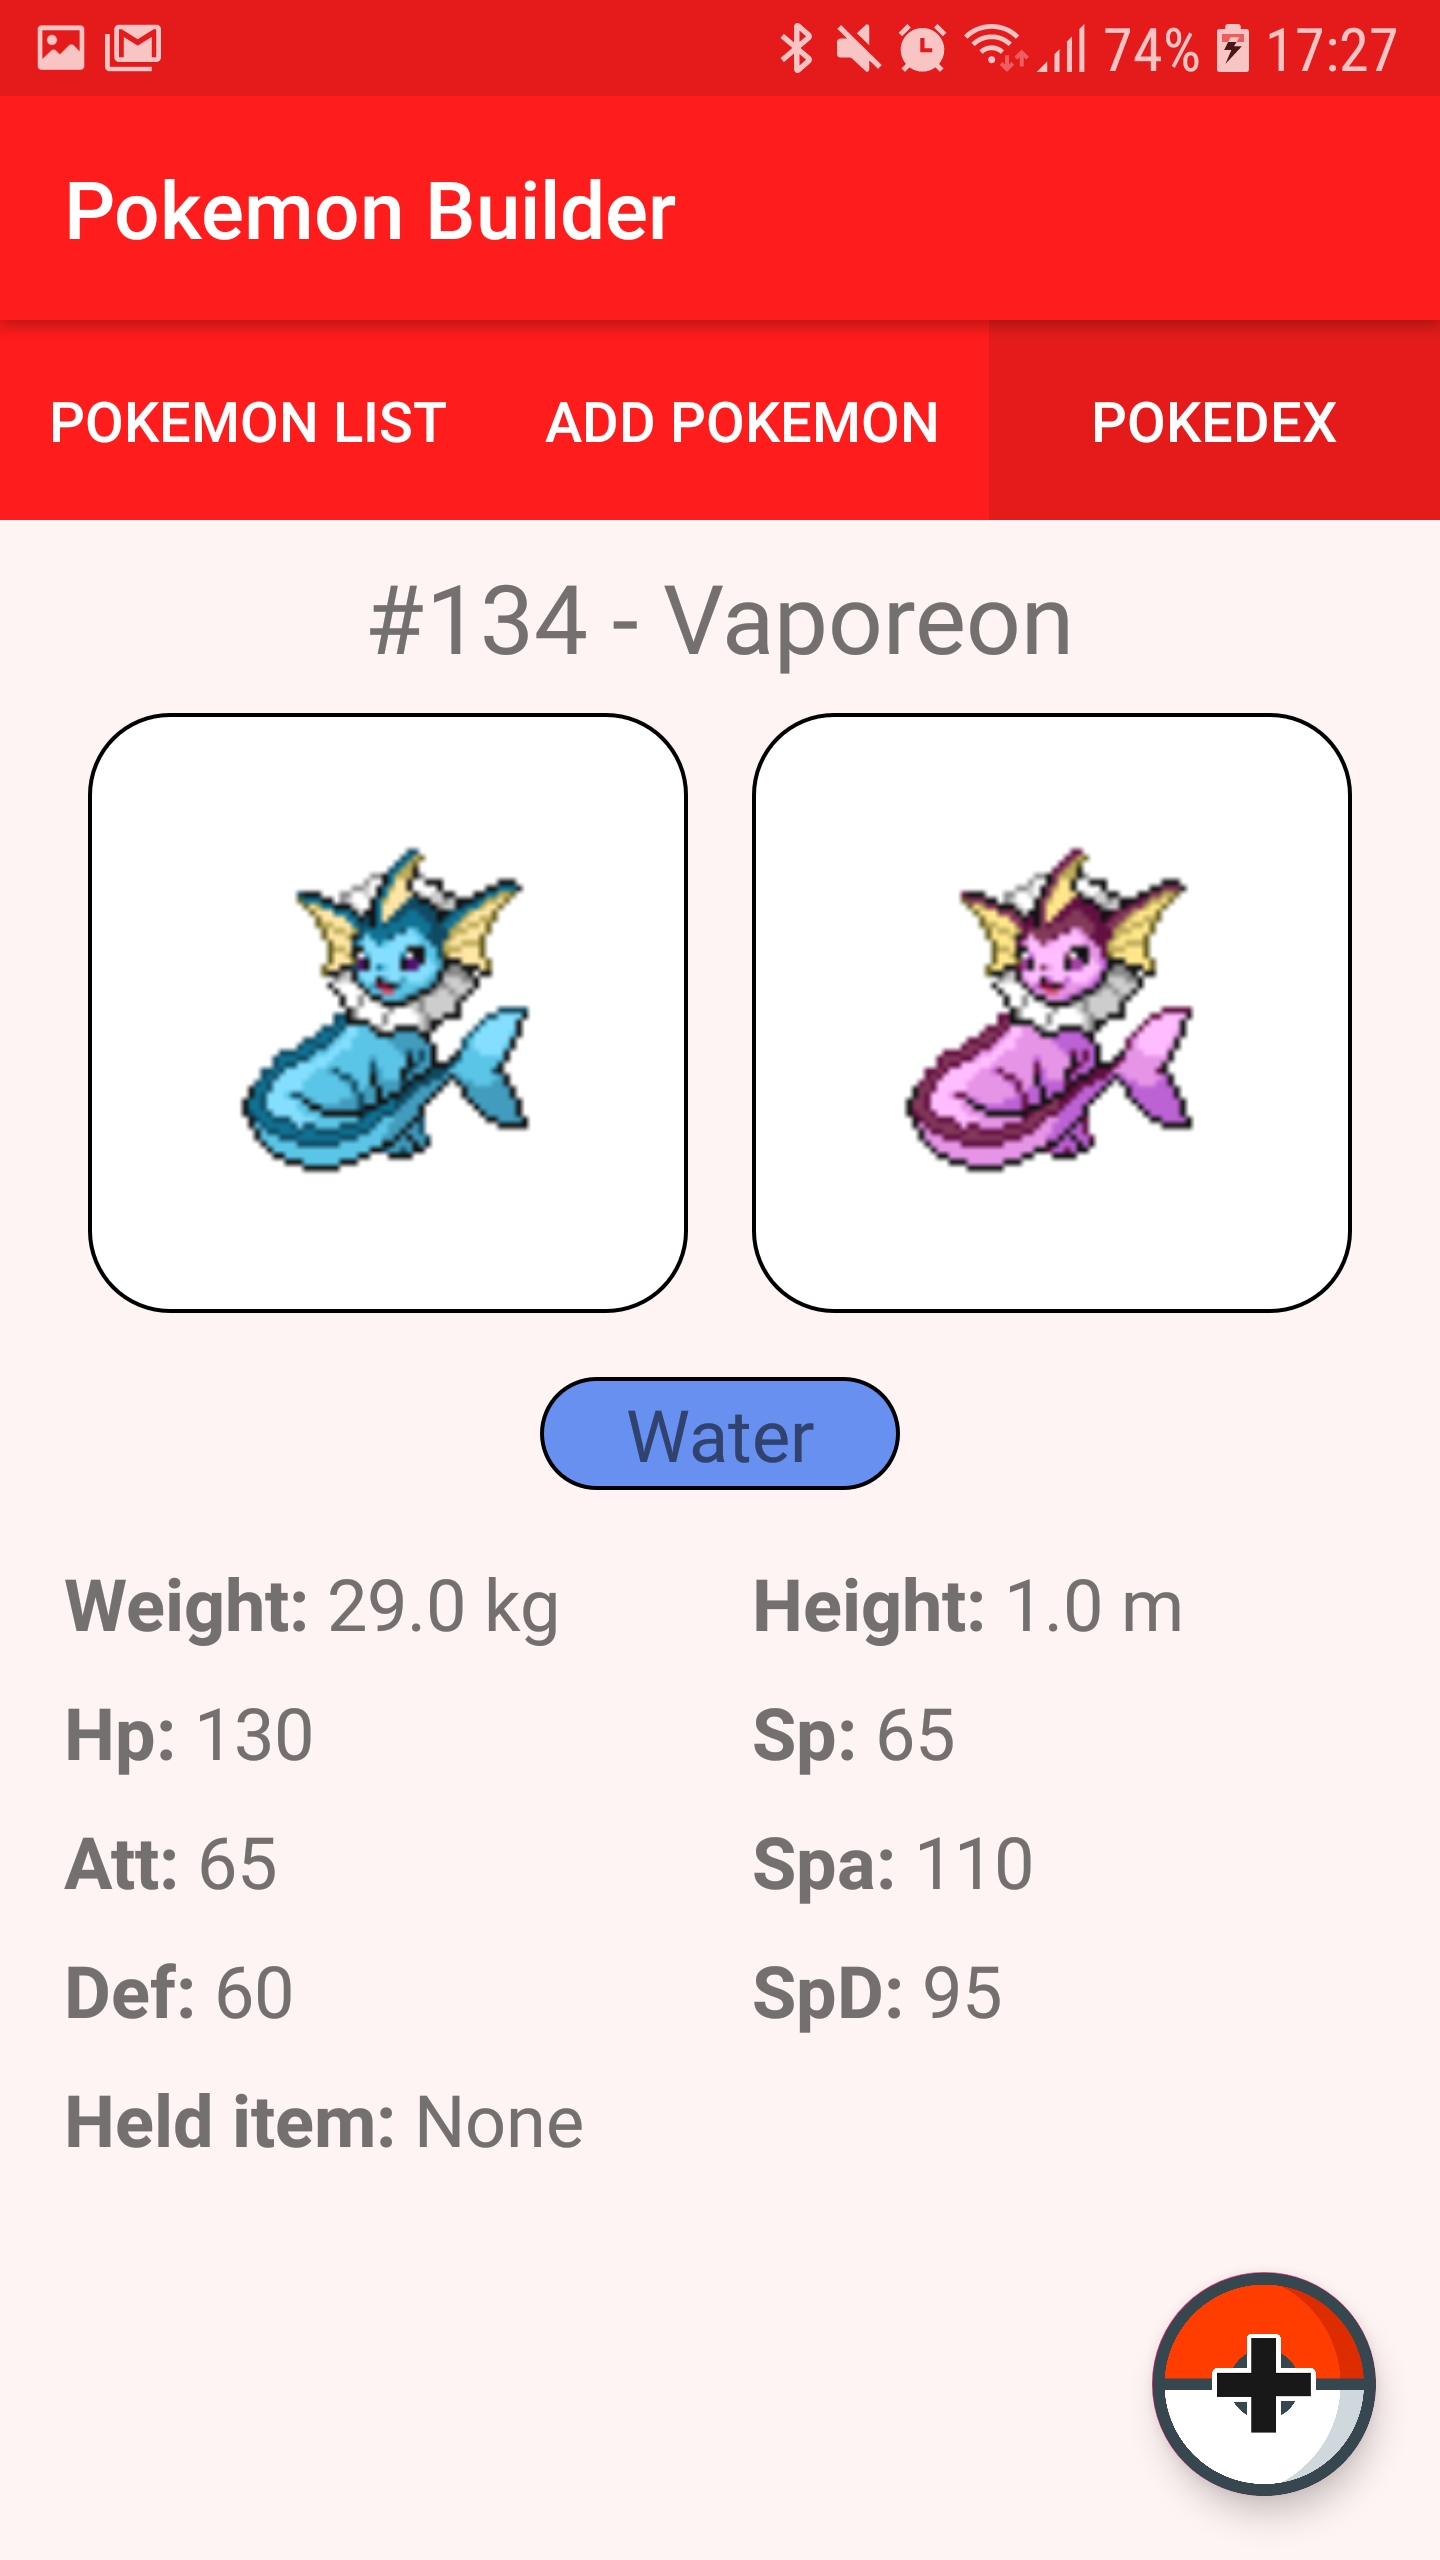 74% 17:27
Pokemon Builder
POKEMON LIST ADD POKEMON POKEDEX
#134 - Vaporeon
Water
Weight: 29.0 kg Height: 1.0 m
Hp: 130 Sp: 65
Att: 65 Spa: 110
Def: 60 SpD: 95
Held item: None